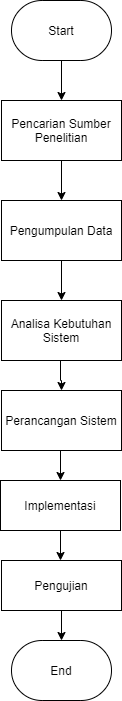 Start
Pencarian Sumber
Penelitian
Pengumpulan Data
Analisa Kebutuhan
Sistem
Perancangan Sistem
Implementasi
Pengujian
End